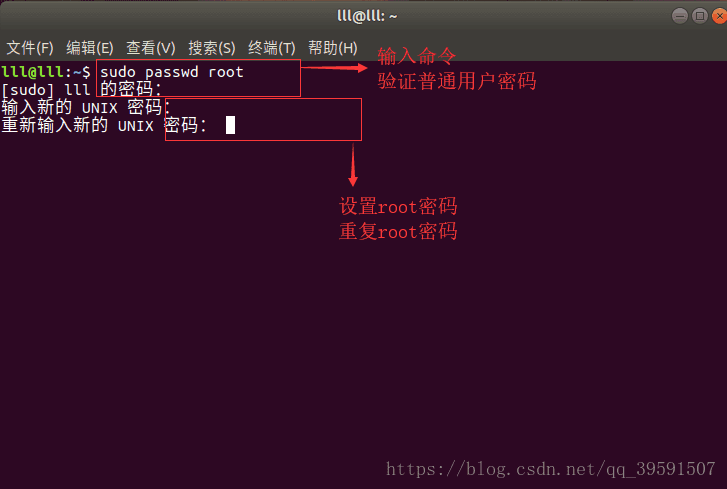 lll@lll: ~
文件(F) 编辑(E) 查看(V) 搜索(S) 终端(T) 帮助(H)
lll@lll:~$ sudo passwd root
[sudo] lll 的密码：
输入新的 UNIX 密码：
重新输入新的 UNIX 密码：
输入命令
验证普通用户密码
设置root密码
重复root密码
https://blog.csdn.net/qq_39591507